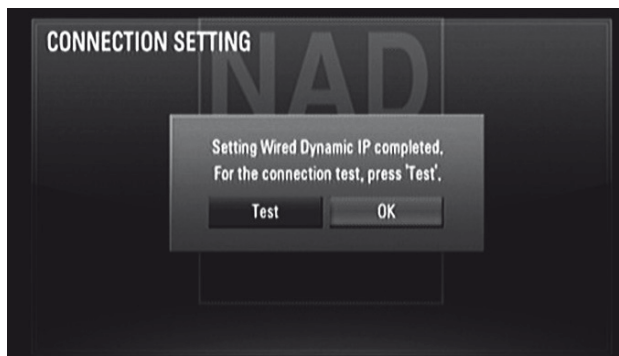 CONNECTION SETTING
NAD
Setting Wired Dynamic IP completed.
For the connection test, press 'Test'.
Test OK